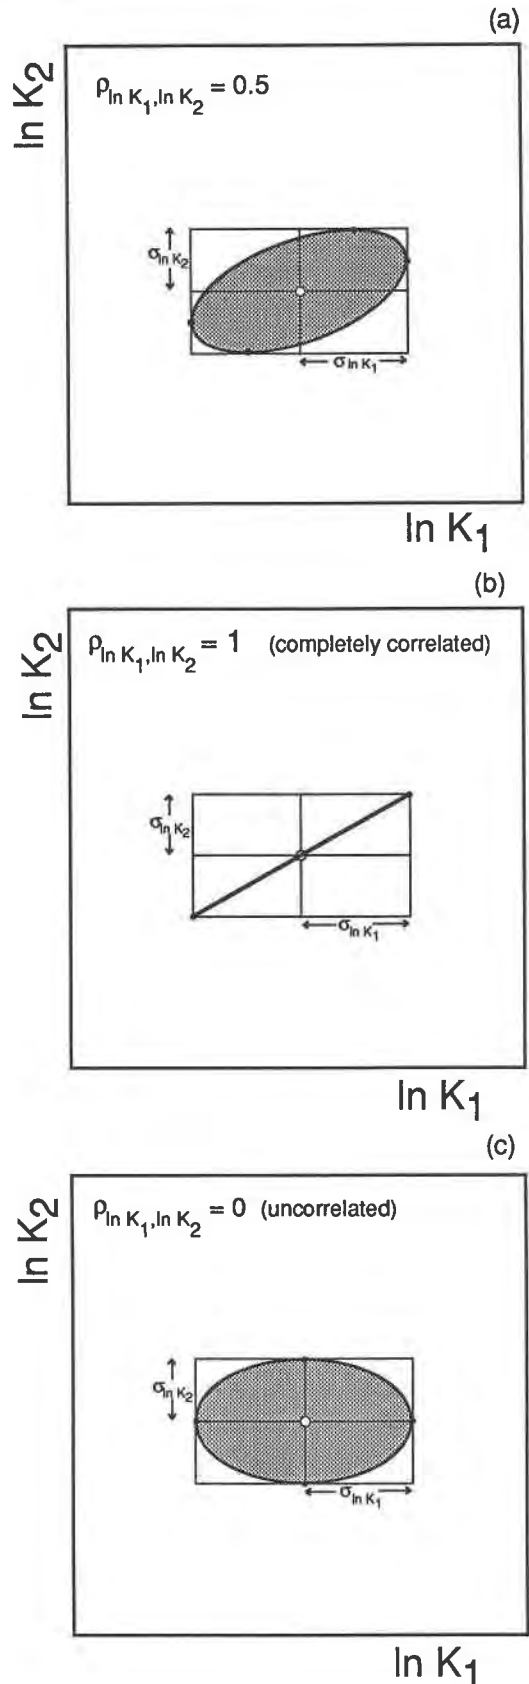 (a)
ln K2
ρln K1,ln K2 = 0.5
σln K2
σln K1
ln K1
(b)
ln K2
ρln K1,ln K2 = 1 (completely correlated)
σln K2
σln K1
ln K1
(c)
ln K2
ρln K1,ln K2 = 0 (uncorrelated)
σln K2
σln K1
ln K1